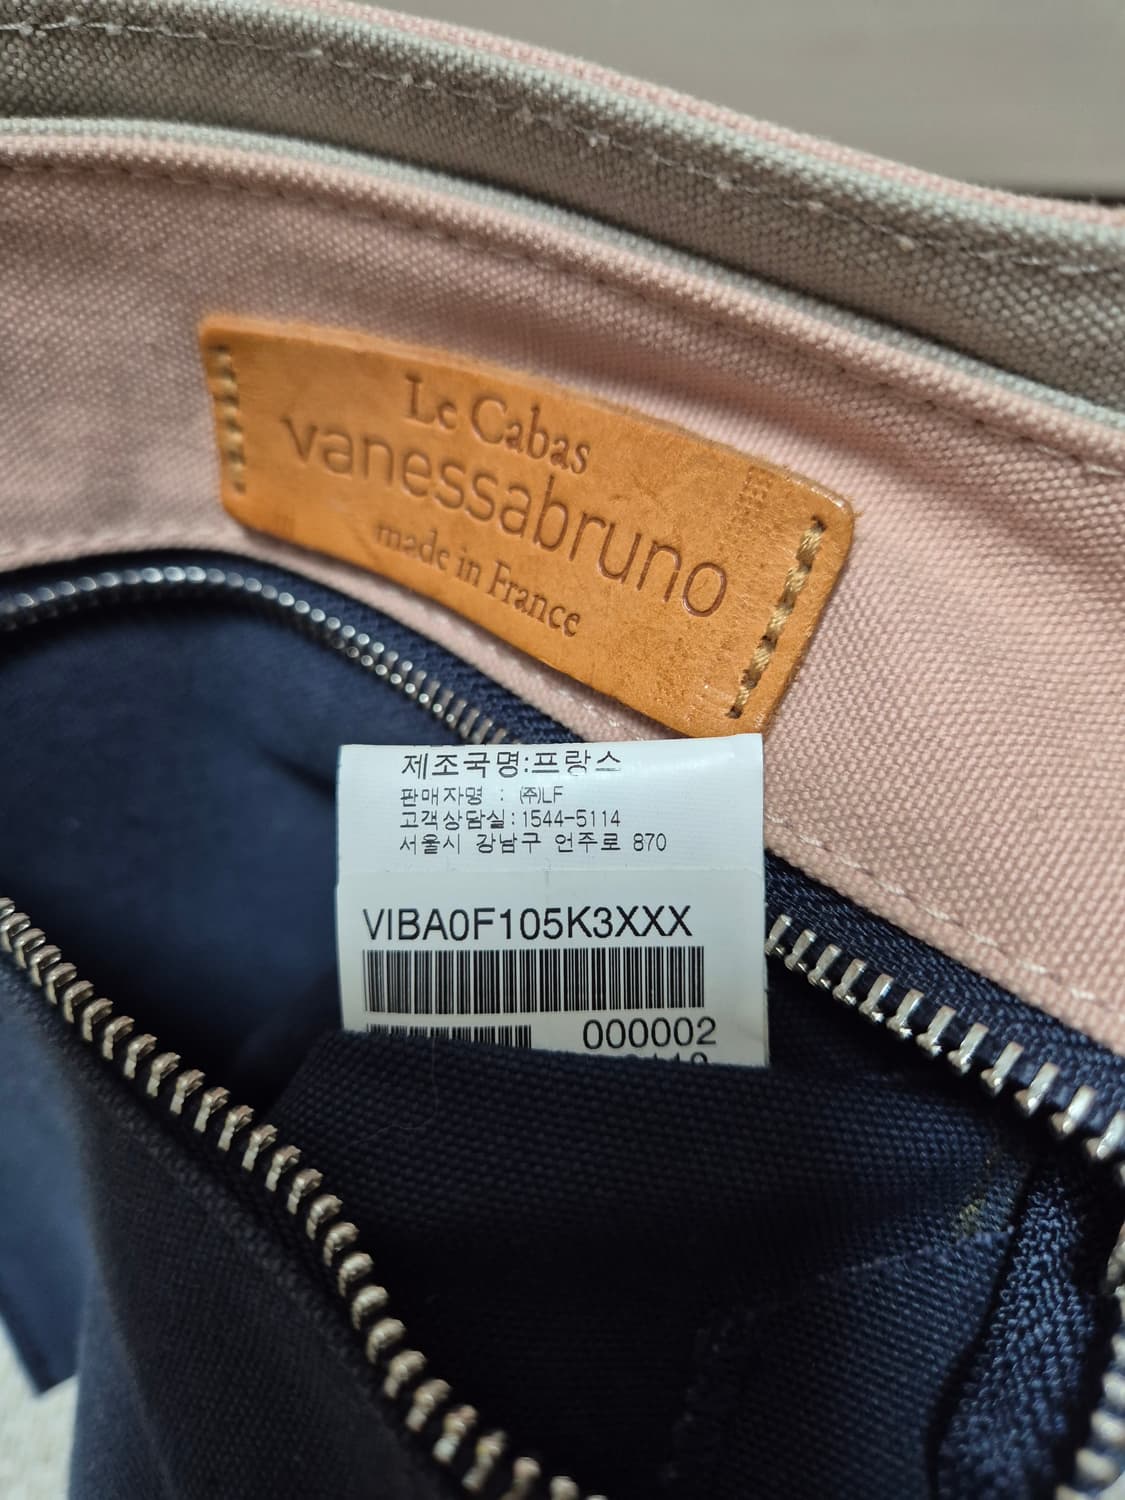 Le Cabas
vanessabruno
made in France
제조국명:프랑스
판매자명 : ㈜LF
고객상담실:1544-5114
서울시 강남구 언주로 870
VIBA0F105K3XXX
000002